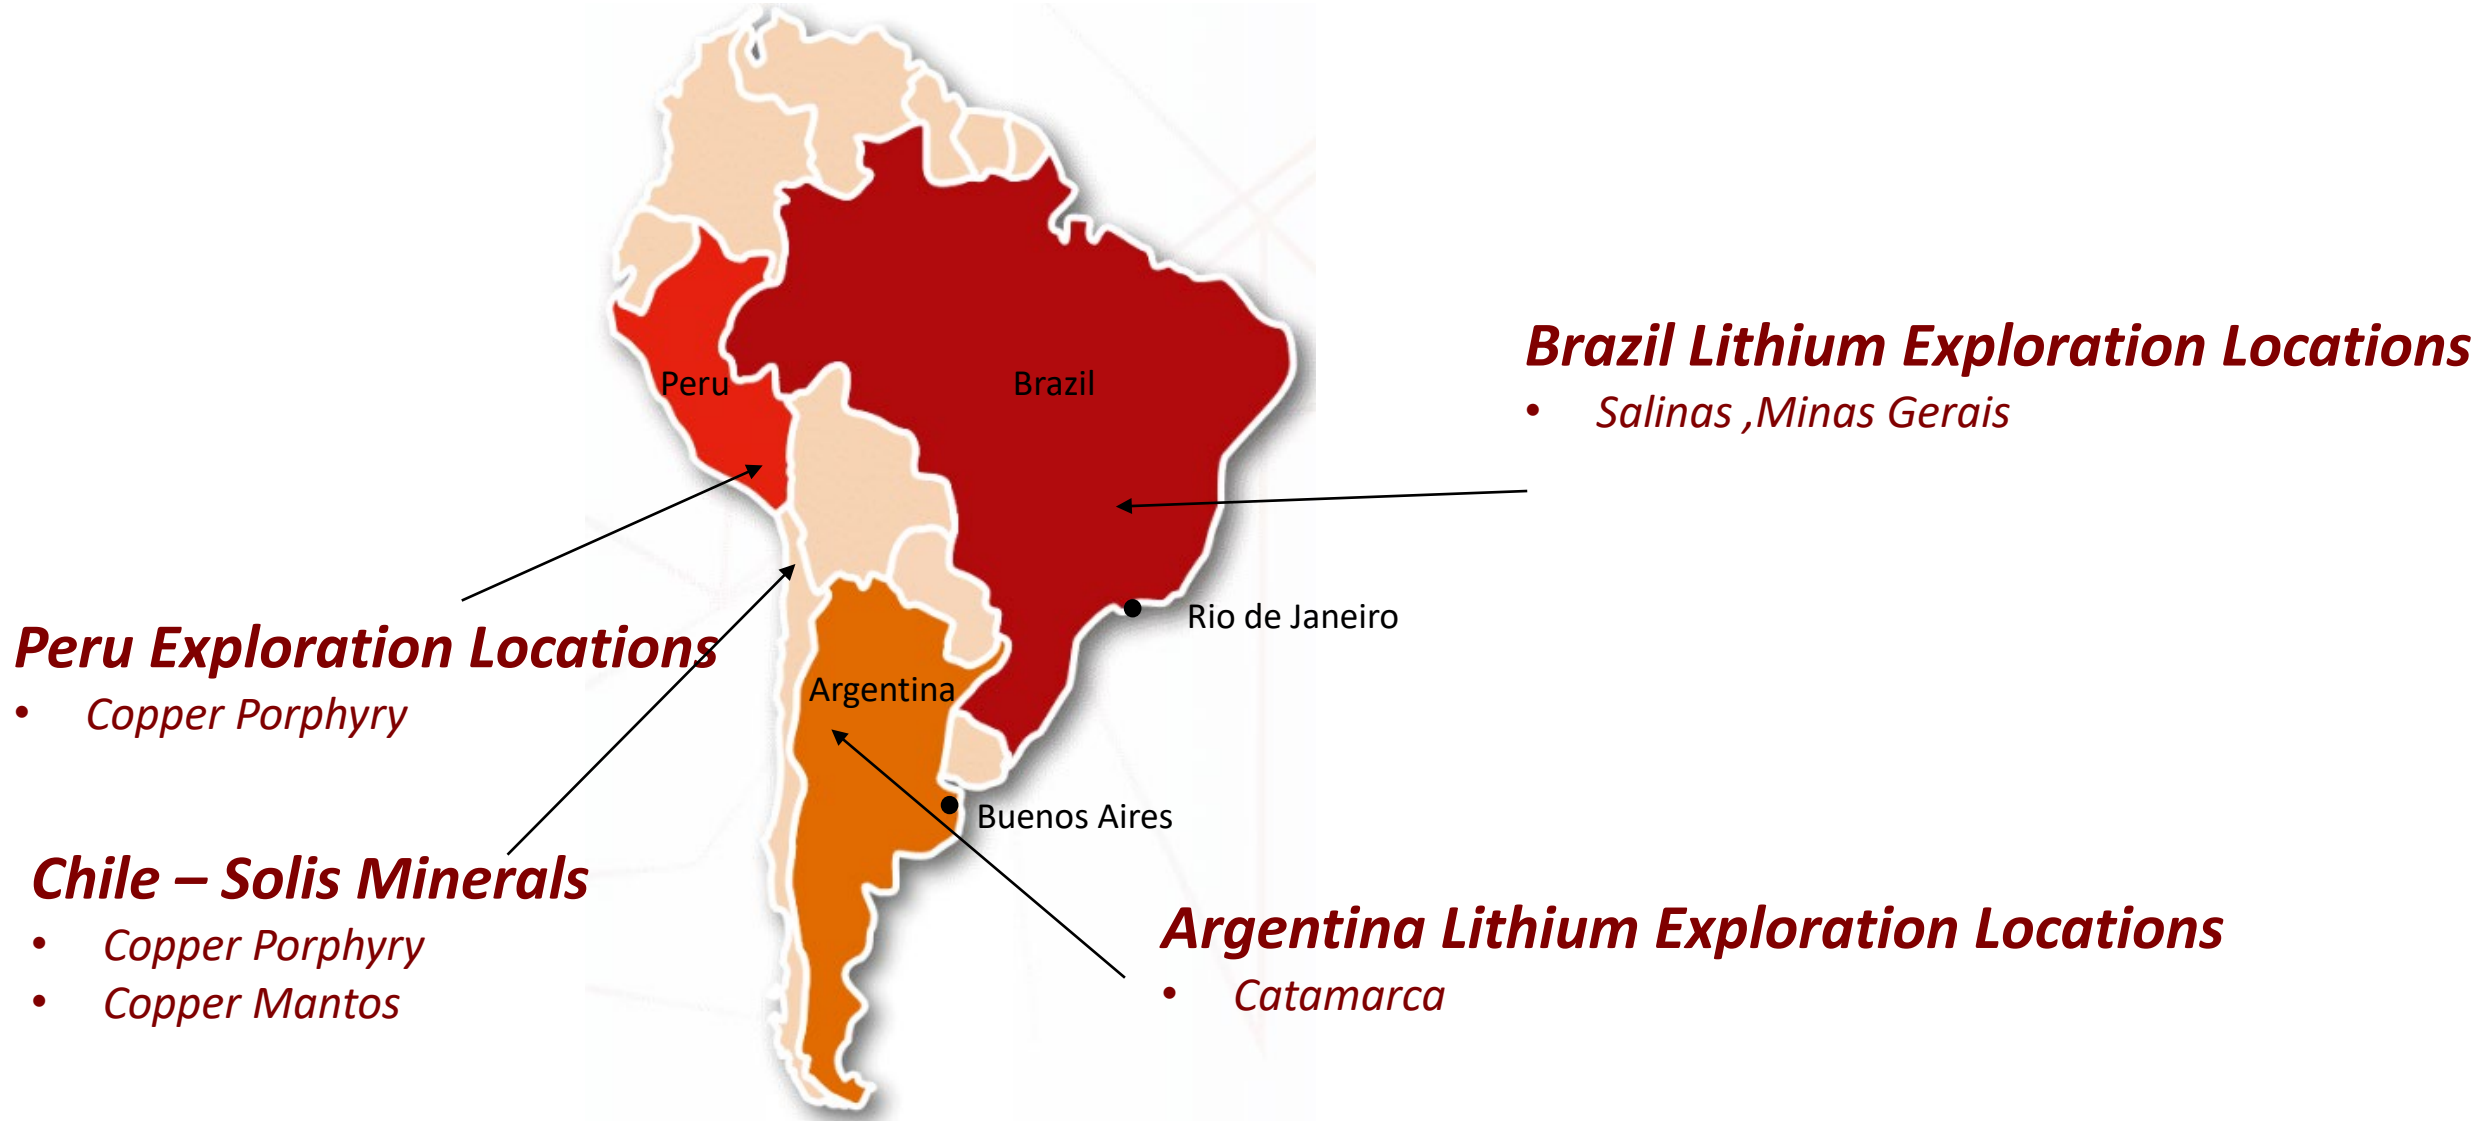 Peru
Brazil
Brazil Lithium Exploration Locations
• Salinas ,Minas Gerais
Rio de Janeiro
Peru Exploration Locations
• Copper Porphyry
Argentina
Buenos Aires
Chile – Solis Minerals
• Copper Porphyry
• Copper Mantos
Argentina Lithium Exploration Locations
• Catamarca